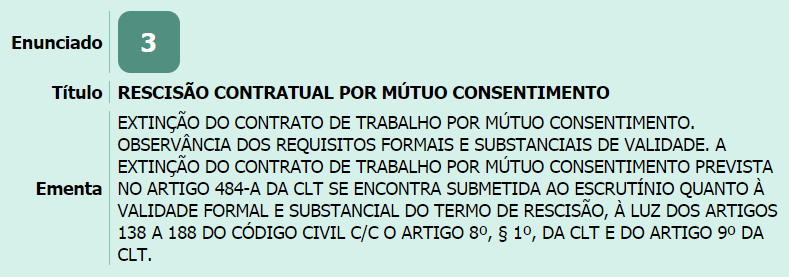 Enunciado 3
Título RESCISÃO CONTRATUAL POR MÚTUO CONSENTIMENTO
EXTINÇÃO DO CONTRATO DE TRABALHO POR MÚTUO CONSENTIMENTO.
OBSERVÂNCIA DOS REQUISITOS FORMAIS E SUBSTANCIAIS DE VALIDADE. A
EXTINÇÃO DO CONTRATO DE TRABALHO POR MÚTUO CONSENTIMENTO PREVISTA
Ementa NO ARTIGO 484-A DA CLT SE ENCONTRA SUBMETIDA AO ESCRUTÍNIO QUANTO À
VALIDADE FORMAL E SUBSTANCIAL DO TERMO DE RESCISÃO, À LUZ DOS ARTIGOS
138 A 188 DO CÓDIGO CIVIL C/C O ARTIGO 8º, § 1º, DA CLT E DO ARTIGO 9º DA
CLT.